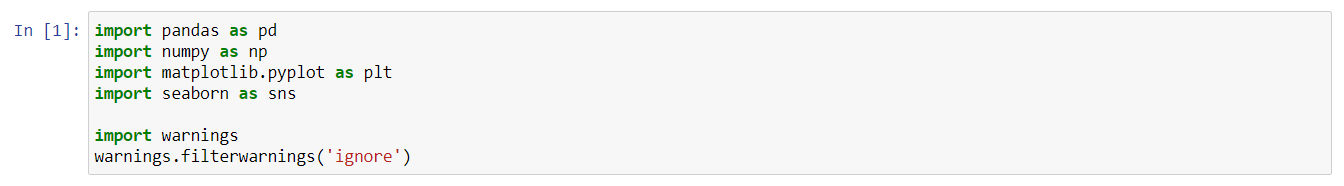 In [1]: import pandas as pd
import numpy as np
import matplotlib.pyplot as plt
import seaborn as sns
import warnings
warnings.filterwarnings('ignore')